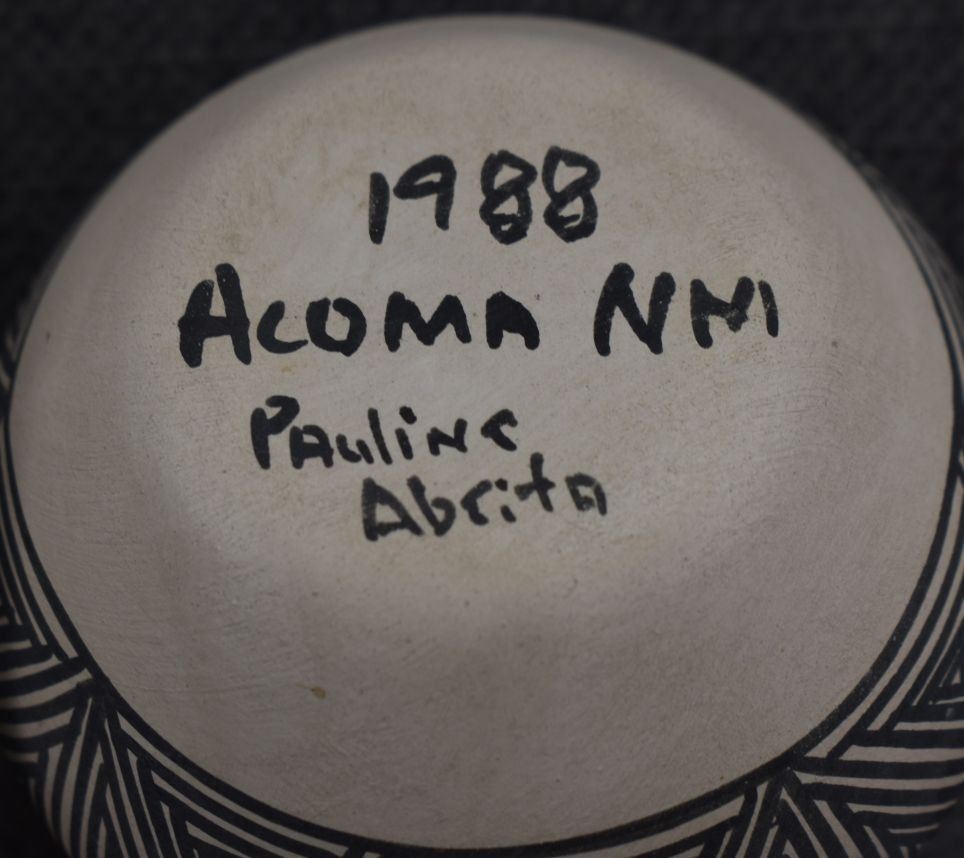 1988
ACOMA NM
PAuliNe
Abeita